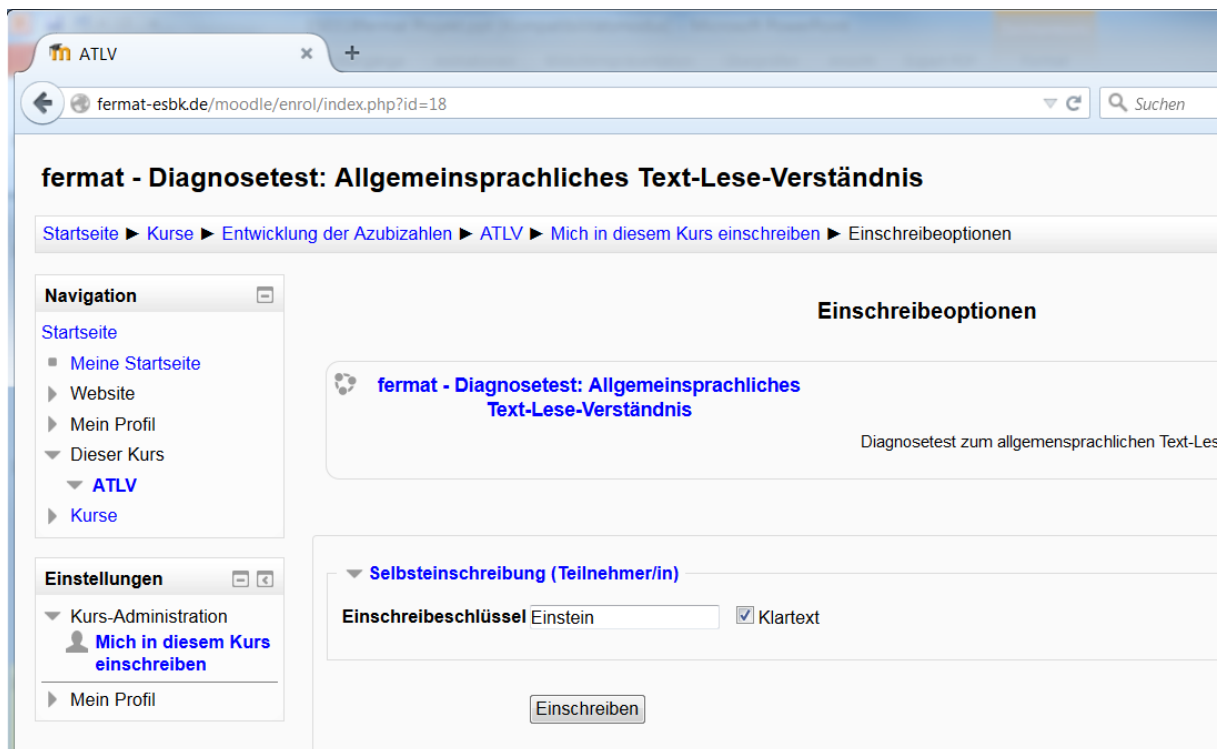 ATLV
fermat-esbk.de/moodle/enrol/index.php?id=18
Suchen
fermat - Diagnosetest: Allgemeinsprachliches Text-Lese-Verständnis
Startseite ► Kurse ► Entwicklung der Azubizahlen ► ATLV ► Mich in diesem Kurs einschreiben ► Einschreibeoptionen
Navigation
Startseite
Meine Startseite
Website
Mein Profil
Dieser Kurs
ATLV
Kurse
Einstellungen
Kurs-Administration
Mich in diesem Kurs
einschreiben
Mein Profil
Einschreibeoptionen
fermat - Diagnosetest: Allgemeinsprachliches
Text-Lese-Verständnis
Diagnosetest zum allgemensprachlichen Text-Les
Selbsteinschreibung (Teilnehmer/in)
Einschreibeschlüssel Einstein Klartext
Einschreiben